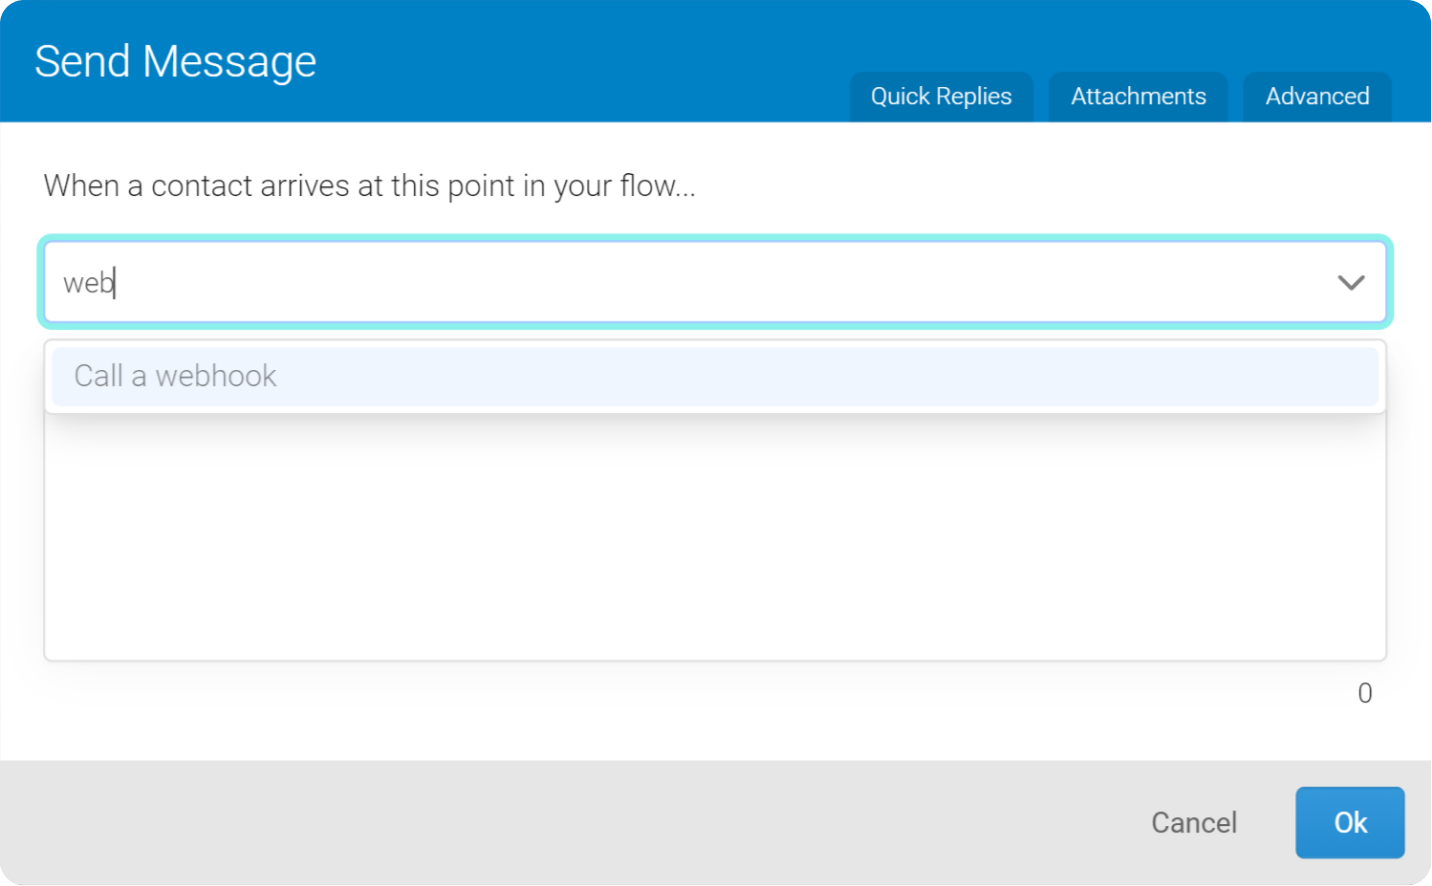 Send Message
Quick Replies
Attachments
Advanced
When a contact arrives at this point in your flow...
web
Call a webhook
0
Cancel
Ok